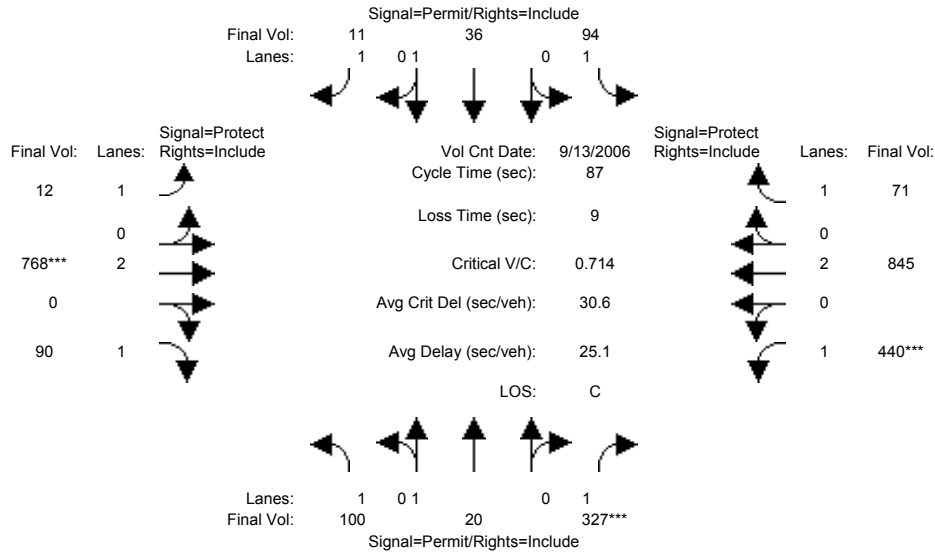 Signal=Permit/Rights=Include
Final Vol: 11 36 94
Lanes: 1 0 1 0 1
Signal=Protect Signal=Protect
Final Vol: Lanes: Rights=Include Vol Cnt Date: 9/13/2006 Rights=Include Lanes: Final Vol:
Cycle Time (sec): 87
12 1 1 71
Loss Time (sec): 9
0 0
768*** 2 Critical V/C: 0.714 2 845
0 Avg Crit Del (sec/veh): 30.6 0
90 1 Avg Delay (sec/veh): 25.1 1 440***
LOS: C
Lanes: 1 0 1 0 1
Final Vol: 100 20 327***
Signal=Permit/Rights=Include